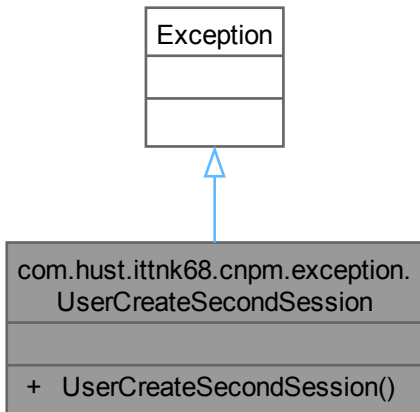 Exception
com.hust.ittnk68.cnpm.exception.
UserCreateSecondSession
+ UserCreateSecondSession()